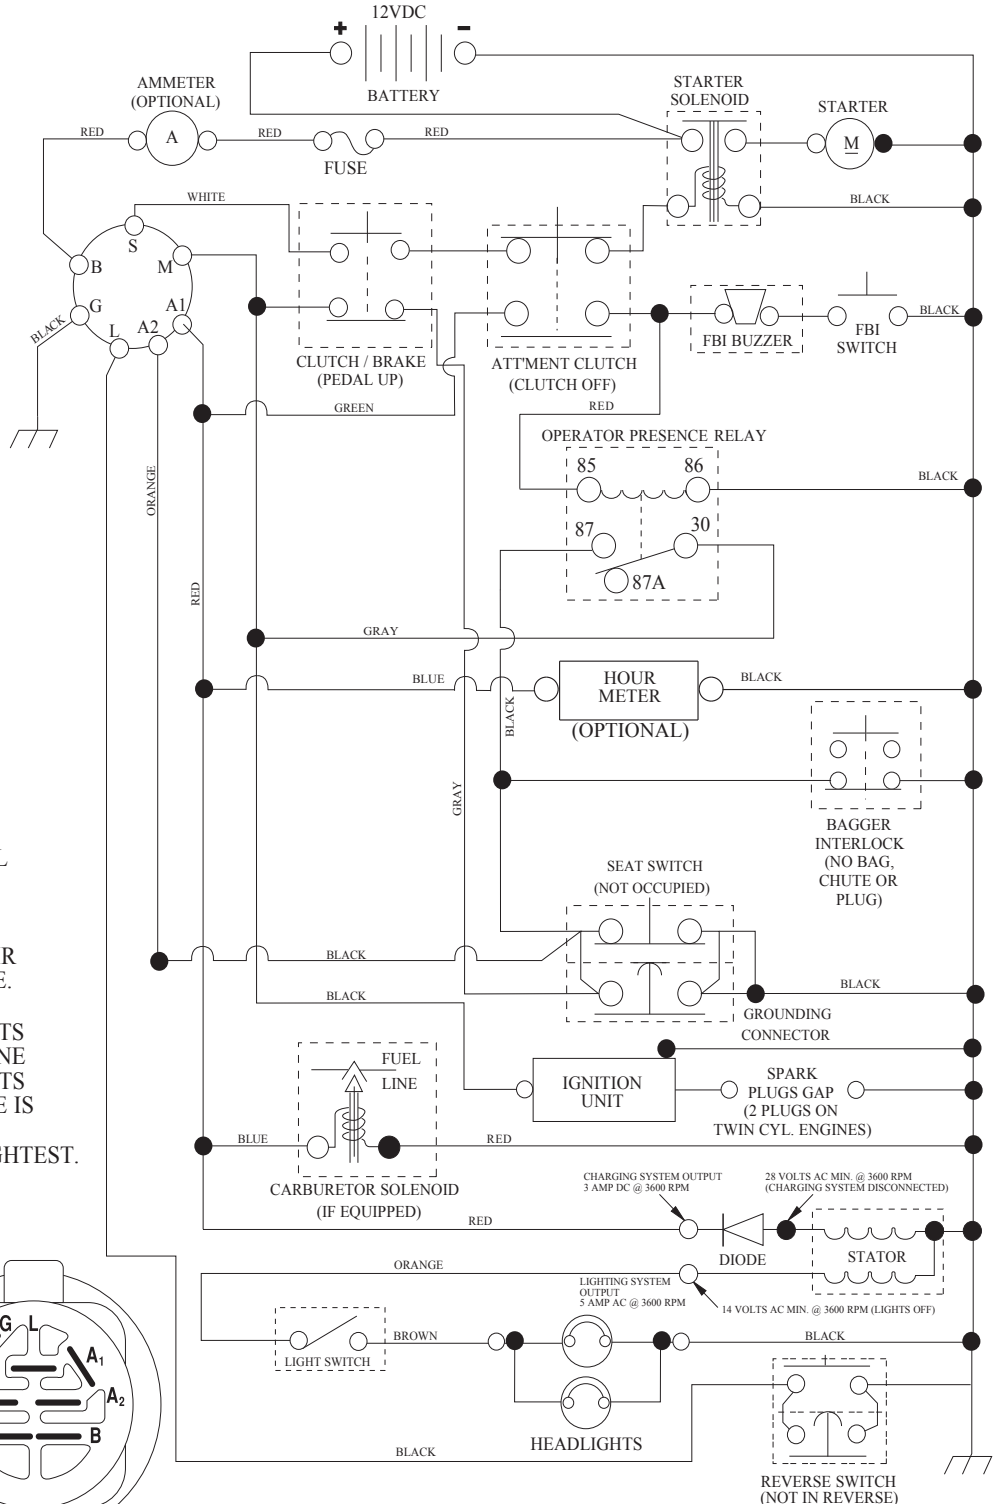 12VDC
+
-
BATTERY
AMMETER
(OPTIONAL)
A
RED
RED
RED
FUSE
STARTER
SOLENOID
STARTER
M
BLACK
WHITE
S
B
M
G
A1
L
A2
BLACK
CLUTCH / BRAKE
(PEDAL UP)
ATT'MENT CLUTCH
(CLUTCH OFF)
FBI BUZZER
FBI
SWITCH
BLACK
GREEN
RED
OPERATOR PRESENCE RELAY
85
86
87
30
87A
BLACK
ORANGE
RED
GRAY
BLUE
HOUR
METER
(OPTIONAL)
BLACK
BLACK
GRAY
BAGGER
INTERLOCK
(NO BAG,
CHUTE OR
PLUG)
SEAT SWITCH
(NOT OCCUPIED)
BLACK
BLACK
BLACK
GROUNDING
CONNECTOR
L
R
E.
TS
NE
TS
E IS
GHTEST.
FUEL
LINE
IGNITION
UNIT
SPARK
PLUGS GAP
(2 PLUGS ON
TWIN CYL. ENGINES)
BLUE
RED
CARBURETOR SOLENOID
(IF EQUIPPED)
CHARGING SYSTEM OUTPUT
3 AMP DC @ 3600 RPM
28 VOLTS AC MIN. @ 3600 RPM
(CHARGING SYSTEM DISCONNECTED)
RED
DIODE
STATOR
ORANGE
LIGHTING SYSTEM
OUTPUT
5 AMP AC @ 3600 RPM
14 VOLTS AC MIN. @ 3600 RPM (LIGHTS OFF)
LIGHT SWITCH
BROWN
BLACK
HEADLIGHTS
BLACK
REVERSE SWITCH
(NOT IN REVERSE)
G
L
A1
A2
B